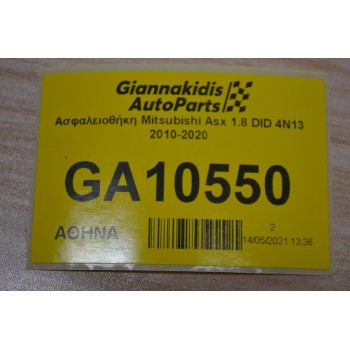 Giannakidis
AutoParts
Ασφαλειοθήκη Mitsubishi Asx 1.8 DID 4N13
2010-2020
GA10550
ΑΘΗΝΑ
2
14/05/2021 13:36